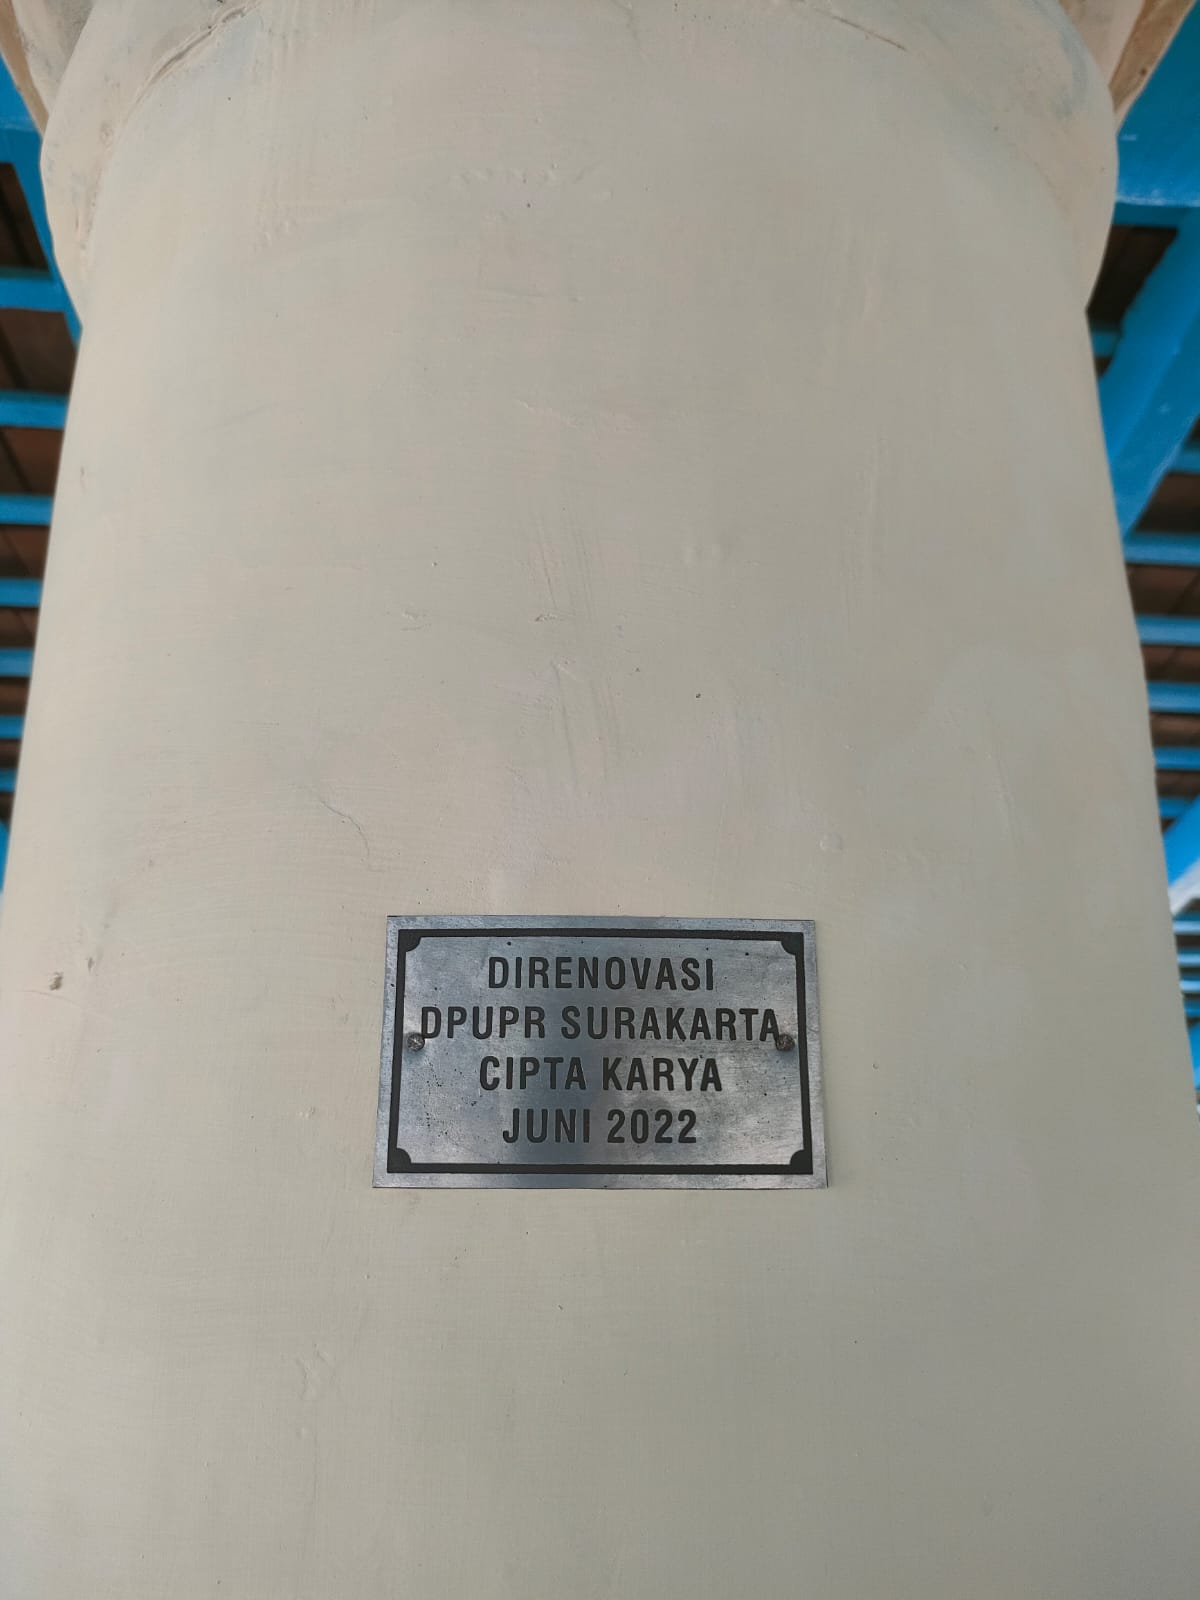 DIRENOVASI
DPUPR SURAKARTA
CIPTA KARYA
JUNI 2022